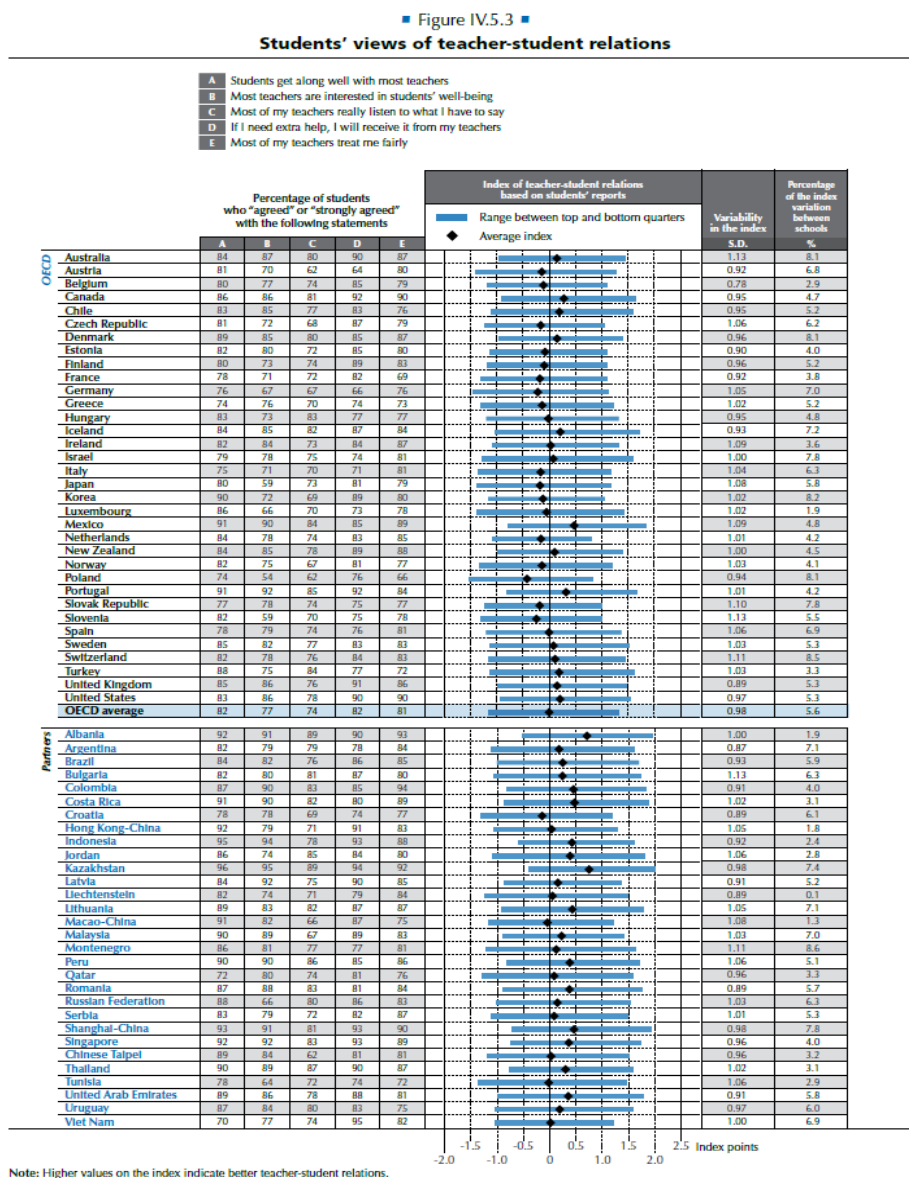 Figure IV.5.3
Students' views of teacher-student relations
A Students get along well with most teachers
B Most teachers are interested in students' well-being
C Most of my teachers really listen to what I have to say
D If I need extra help, I will receive it from my teachers
E Most of my teachers treat me fairly
Percentage of students who "agreed" or "strongly agreed" with the following statements
Index of teacher-student relations based on students' reports
Range between top and bottom quarters
Average index
Variability in the index
Percentage of the index variation between schools
A B C D E S.D. %
OECD
Australia 84 87 80 90 87 1.13 8.1
Austria 81 70 62 64 80 0.92 6.8
Belgium 80 77 74 85 79 0.78 2.9
Canada 86 86 81 92 90 0.95 4.7
Chile 83 85 77 83 76 0.95 5.2
Czech Republic 81 72 68 87 79 1.06 6.2
Denmark 89 85 80 85 87 0.96 8.1
Estonia 82 80 72 85 80 0.90 4.0
Finland 80 73 74 89 83 0.96 5.2
France 78 71 72 82 69 0.92 3.8
Germany 76 67 67 66 76 1.05 7.0
Greece 74 76 70 74 73 1.02 5.2
Hungary 83 73 83 77 77 0.95 4.8
Iceland 84 85 82 87 84 0.93 7.2
Ireland 82 84 73 84 87 1.09 3.6
Israel 79 78 75 74 81 1.00 7.8
Italy 75 71 70 71 81 1.04 6.3
Japan 80 59 73 81 79 1.08 5.8
Korea 90 72 69 89 80 1.02 8.2
Luxembourg 86 66 70 73 78 1.02 1.9
Mexico 91 90 84 85 89 1.09 4.8
Netherlands 84 78 74 83 85 1.01 4.2
New Zealand 84 85 78 89 88 1.00 4.5
Norway 82 75 67 81 77 1.03 4.1
Poland 74 54 62 76 66 0.94 8.1
Portugal 91 92 85 92 84 1.01 4.2
Slovak Republic 77 78 74 75 77 1.10 7.8
Slovenia 82 59 70 75 78 1.13 5.5
Spain 78 79 74 76 81 1.06 6.9
Sweden 85 82 77 83 83 1.03 5.3
Switzerland 82 78 76 84 83 1.11 8.5
Turkey 88 75 84 77 72 1.03 3.3
United Kingdom 85 86 76 91 86 0.89 5.3
United States 83 86 78 90 90 0.97 5.3
OECD average 82 77 74 82 81 0.98 5.6
Partners
Albania 92 91 89 90 93 1.00 1.9
Argentina 82 79 79 78 84 0.87 7.1
Brazil 84 82 76 86 85 0.93 5.9
Bulgaria 82 80 81 87 80 1.13 6.3
Colombia 87 90 83 85 94 0.91 4.0
Costa Rica 91 90 82 80 89 1.02 3.1
Croatia 78 78 69 74 77 0.89 6.1
Hong Kong-China 92 79 71 91 83 1.05 1.8
Indonesia 95 94 78 93 88 0.92 2.4
Jordan 86 74 85 84 80 1.06 2.8
Kazakhstan 96 95 89 94 92 0.98 7.4
Latvia 84 92 75 90 85 0.91 5.2
Liechtenstein 82 74 71 79 84 0.89 0.1
Lithuania 89 83 82 87 87 1.05 7.1
Macao-China 91 82 66 87 75 1.08 1.3
Malaysia 90 89 67 89 83 1.03 7.0
Montenegro 86 81 77 77 81 1.11 8.6
Peru 90 90 86 85 86 1.06 5.1
Qatar 72 80 74 81 76 0.96 3.3
Romania 87 88 83 81 84 0.89 5.7
Russian Federation 88 66 80 86 83 1.03 6.3
Serbia 83 79 72 82 87 1.01 5.3
Shanghai-China 93 91 81 93 90 0.98 7.8
Singapore 92 92 83 93 89 0.96 4.0
Chinese Taipei 89 84 62 81 81 0.96 3.2
Thailand 90 89 87 90 87 1.02 3.1
Tunisia 78 64 72 74 72 1.06 2.9
United Arab Emirates 89 86 78 88 81 0.91 5.8
Uruguay 87 84 80 83 75 0.97 6.0
Viet Nam 70 77 74 95 82 1.00 6.9
-1.5 -0.5 0.5 1.5 2.5 Index points
-2.0 -1.0 0 1.0 2.0
Note: Higher values on the index indicate better teacher-student relations.